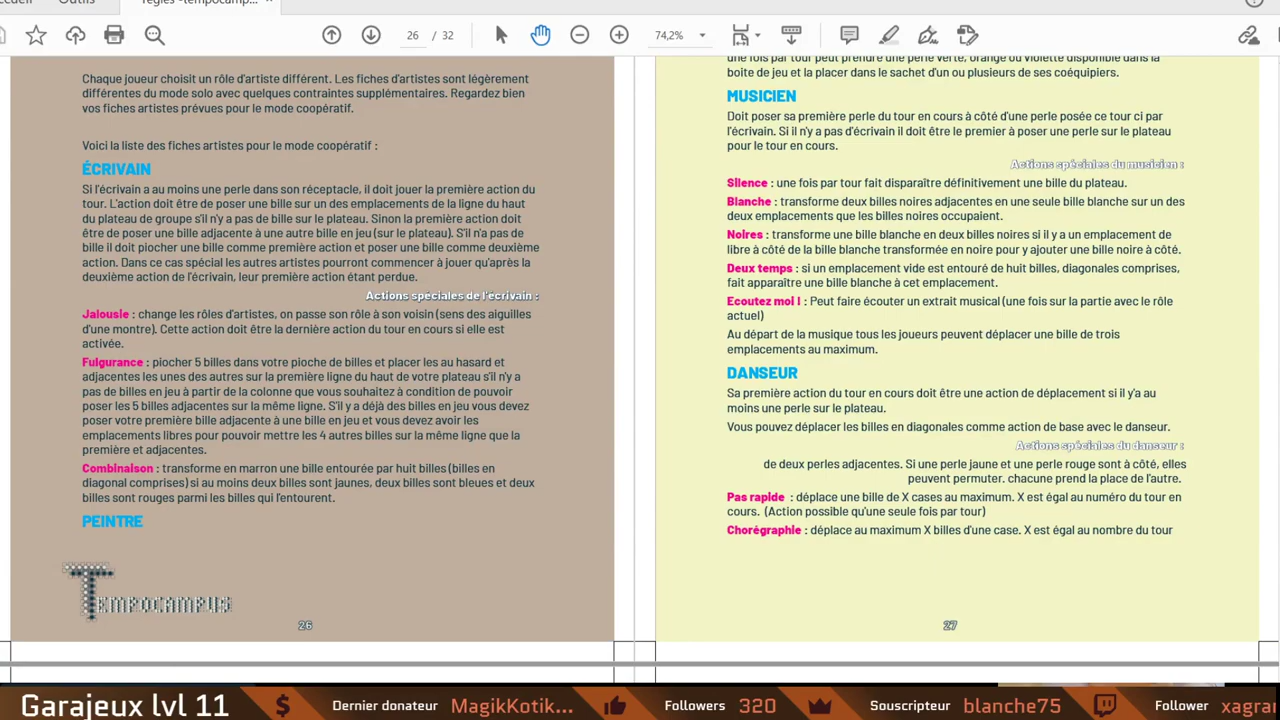 règles -tempocamp...
Outils
26 / 32
74,2%
Chaque joueur choisit un rôle d'artiste différent. Les fiches d'artistes sont légèrement
différentes du mode solo avec quelques contraintes supplémentaires. Regardez bien
vos fiches artistes prévues pour le mode coopératif.
Voici la liste des fiches artistes pour le mode coopératif :
ÉCRIVAIN
Si l'écrivain a au moins une perle dans son réceptacle, il doit jouer la première action du
tour. L'action doit être de poser une bille sur un des emplacements de la ligne du haut
du plateau de groupe s'il n'y a pas de bille sur le plateau. Sinon la première action doit
être de poser une bille adjacente à une autre bille en jeu (sur le plateau). S'il n'a pas de
bille il doit piocher une bille comme première action et poser une bille comme deuxième
action. Dans ce cas spécial les autres artistes pourront commencer à jouer qu'après la
deuxième action de l'écrivain, leur première action étant perdue.
Actions spéciales de l'écrivain :
Jalousie : change les rôles d'artistes, on passe son rôle à son voisin (sens des aiguilles
d'une montre). Cette action doit être la dernière action du tour en cours si elle est
activée.
Fulgurance : piocher 5 billes dans votre pioche de billes et placer les au hasard et
adjacentes les unes des autres sur la première ligne du haut de votre plateau s'il n'y a
pas de billes en jeu à partir de la colonne que vous souhaitez à condition de pouvoir
poser les 5 billes adjacentes sur la même ligne. S'il y a déjà des billes en jeu vous devez
poser votre première bille adjacente à une bille en jeu et vous devez avoir les
emplacements libres pour pouvoir mettre les 4 autres billes sur la même ligne que la
première et adjacentes.
Combinaison : transforme en marron une bille entourée par huit billes (billes en
diagonal comprises) si au moins deux billes sont jaunes, deux billes sont bleues et deux
billes sont rouges parmi les billes qui l'entourent.
PEINTRE
TEMPOCAMPUS
26
une fois par tour peut prendre une perle verte, orange ou violette disponible dans la
boite de jeu et la placer dans le sachet d'un ou plusieurs de ses coéquipiers.
MUSICIEN
Doit poser sa première perle du tour en cours à côté d'une perle posée ce tour ci par
l'écrivain. Si il n'y a pas d'écrivain il doit être le premier à poser une perle sur le plateau
pour le tour en cours.
Actions spéciales du musicien :
Silence : une fois par tour fait disparaître définitivement une bille du plateau.
Blanche : transforme deux billes noires adjacentes en une seule bille blanche sur un des
deux emplacements que les billes noires occupaient.
Noires : transforme une bille blanche en deux billes noires si il y a un emplacement de
libre à côté de la bille blanche transformée en noire pour y ajouter une bille noire à côté.
Deux temps : si un emplacement vide est entouré de huit billes, diagonales comprises,
fait apparaître une bille blanche à cet emplacement.
Ecoutez moi ! : Peut faire écouter un extrait musical (une fois sur la partie avec le rôle
actuel)
Au départ de la musique tous les joueurs peuvent déplacer une bille de trois
emplacements au maximum.
DANSEUR
Sa première action du tour en cours doit être une action de déplacement si il y'a au
moins une perle sur le plateau.
Vous pouvez déplacer les billes en diagonales comme action de base avec le danseur.
Actions spéciales du danseur :
de deux perles adjacentes. Si une perle jaune et une perle rouge sont à côté, elles
peuvent permuter. chacune prend la place de l'autre.
Pas rapide : déplace une bille de X cases au maximum. X est égal au numéro du tour en
cours. (Action possible qu'une seule fois par tour)
Chorégraphie : déplace au maximum X billes d'une case. X est égal au nombre du tour
27
Garajeux lvl 11
Dernier donateur MagikKotik...
Followers 320
Souscripteur blanche75
Follower xagrar